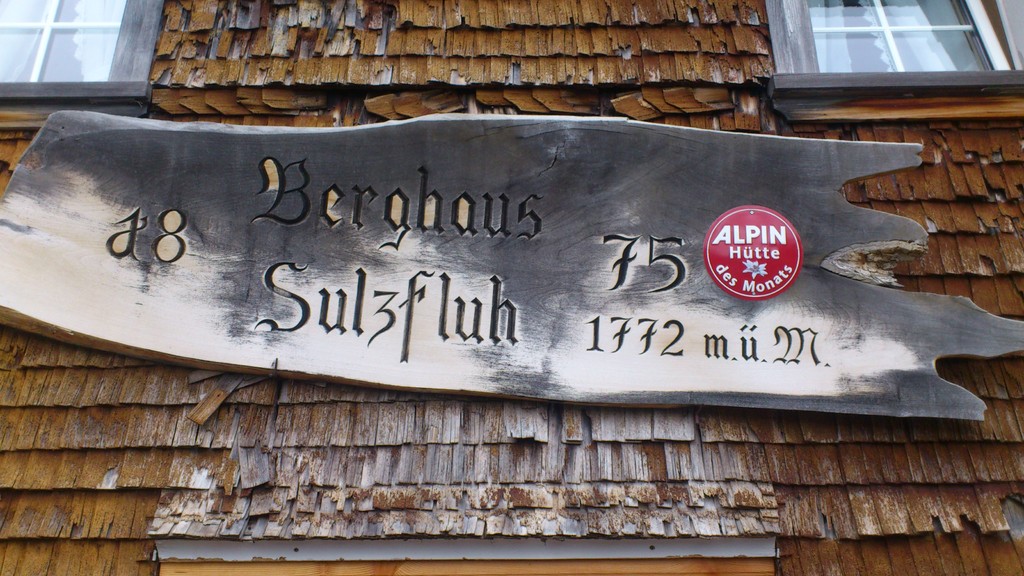 18 Berghaus 75
Sulzfluh
1772 m.ü.M.
ALPIN
Hütte
des Monats